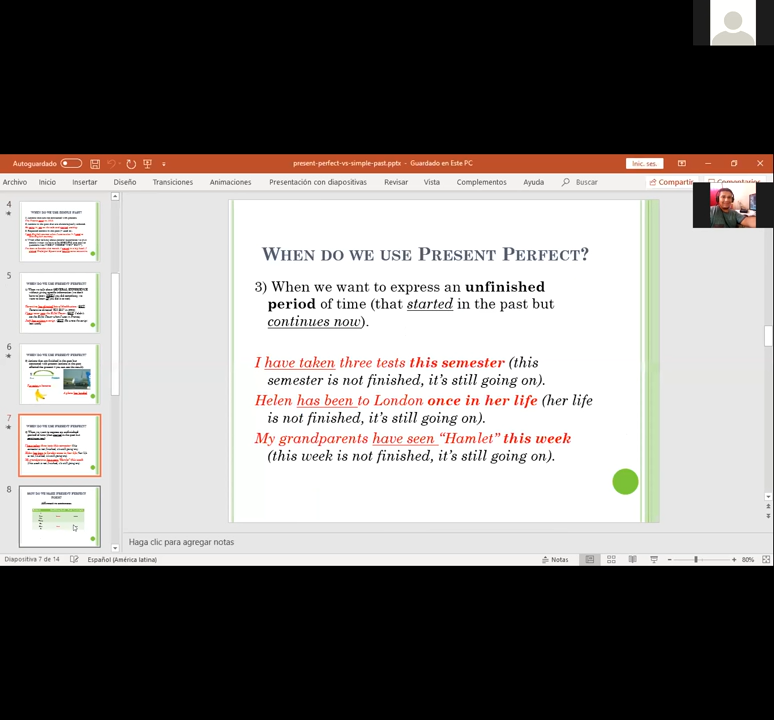 Autoguardado
present-perfect-vs-simple-past.pptx - Guardado en Este PC
Inic. ses.
Archivo Inicio Insertar Diseño Transiciones Animaciones Presentación con diapositivas Revisar Vista Complementos Ayuda Buscar Compartir Comentarios
4
5
6
7
8
WHEN DO WE USE PRESENT PERFECT?
3) When we want to express an unfinished
period of time (that started in the past but
continues now).
I have taken three tests this semester (this
semester is not finished, it's still going on).
Helen has been to London once in her life (her life
is not finished, it's still going on).
My grandparents have seen "Hamlet" this week
(this week is not finished, it's still going on).
Haga clic para agregar notas
Diapositiva 7 de 14 Español (América latina) Notas 80%